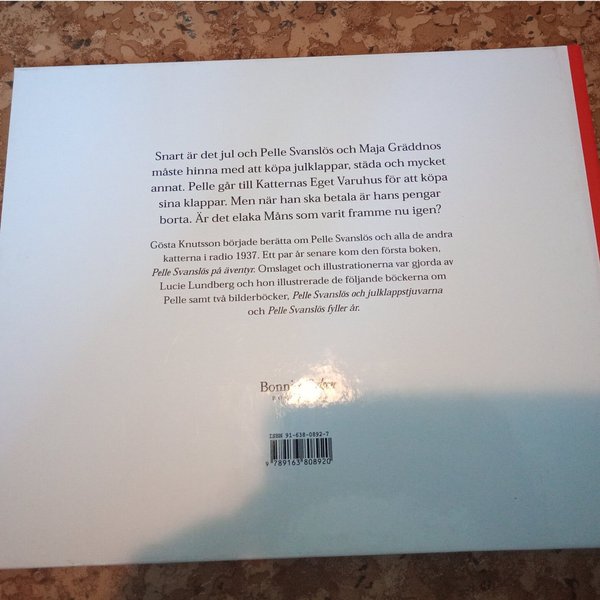 Snart är det jul och Pelle Svanslös och Maja Gräddnos
måste hinna med att köpa julklappar, städa och mycket
annat. Pelle går till Katternas Eget Varuhus för att köpa
sina klappar. Men när han ska betala är hans pengar
borta. Är det elaka Måns som varit framme nu igen?
Gösta Knutsson började berätta om Pelle Svanslös och alla de andra
katterna i radio 1937. Ett par år senare kom den första boken,
Pelle Svanslös på äventyr. Omslaget och illustrationerna var gjorda av
Lucie Lundberg och hon illustrerade de följande böckerna om
Pelle samt två bilderböcker, Pelle Svanslös och julklappstjuvarna
och Pelle Svanslös fyller år.
ISBN 91-638-0892-7
9 789163 808920